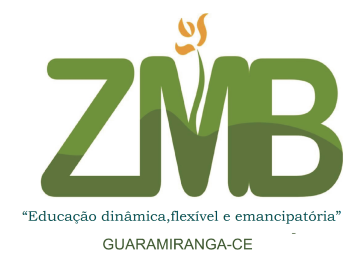 ZMB
“Educação dinâmica,flexível e emancipatória”
GUARAMIRANGA-CE